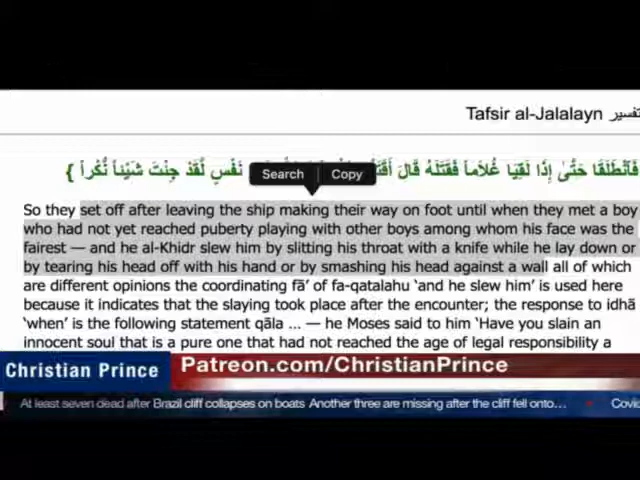 Tafsir al-Jalalayn تفسير
فَٱنْطَلَقَا حَتَّىٰ إِذَا لَقِيَا غُلاَماً فَقَتَلَهُ قَالَ نَفْسٍ لَّقَدْ جِئْتَ شَيْئاً نُّكْراً }
Search Copy
So they set off after leaving the ship making their way on foot until when they met a boy
who had not yet reached puberty playing with other boys among whom his face was the
fairest — and he al-Khidr slew him by slitting his throat with a knife while he lay down or
by tearing his head off with his hand or by smashing his head against a wall all of which
are different opinions the coordinating fā’ of fa-qatalahu ‘and he slew him’ is used here
because it indicates that the slaying took place after the encounter; the response to idhā
‘when’ is the following statement qāla ... — he Moses said to him ‘Have you slain an
innocent soul that is a pure one that had not reached the age of legal responsibility a
Christian Prince
Patreon.com/ChristianPrince
At least seven dead after Brazil cliff collapses on boats Another three are missing after the cliff fell onto... Covid